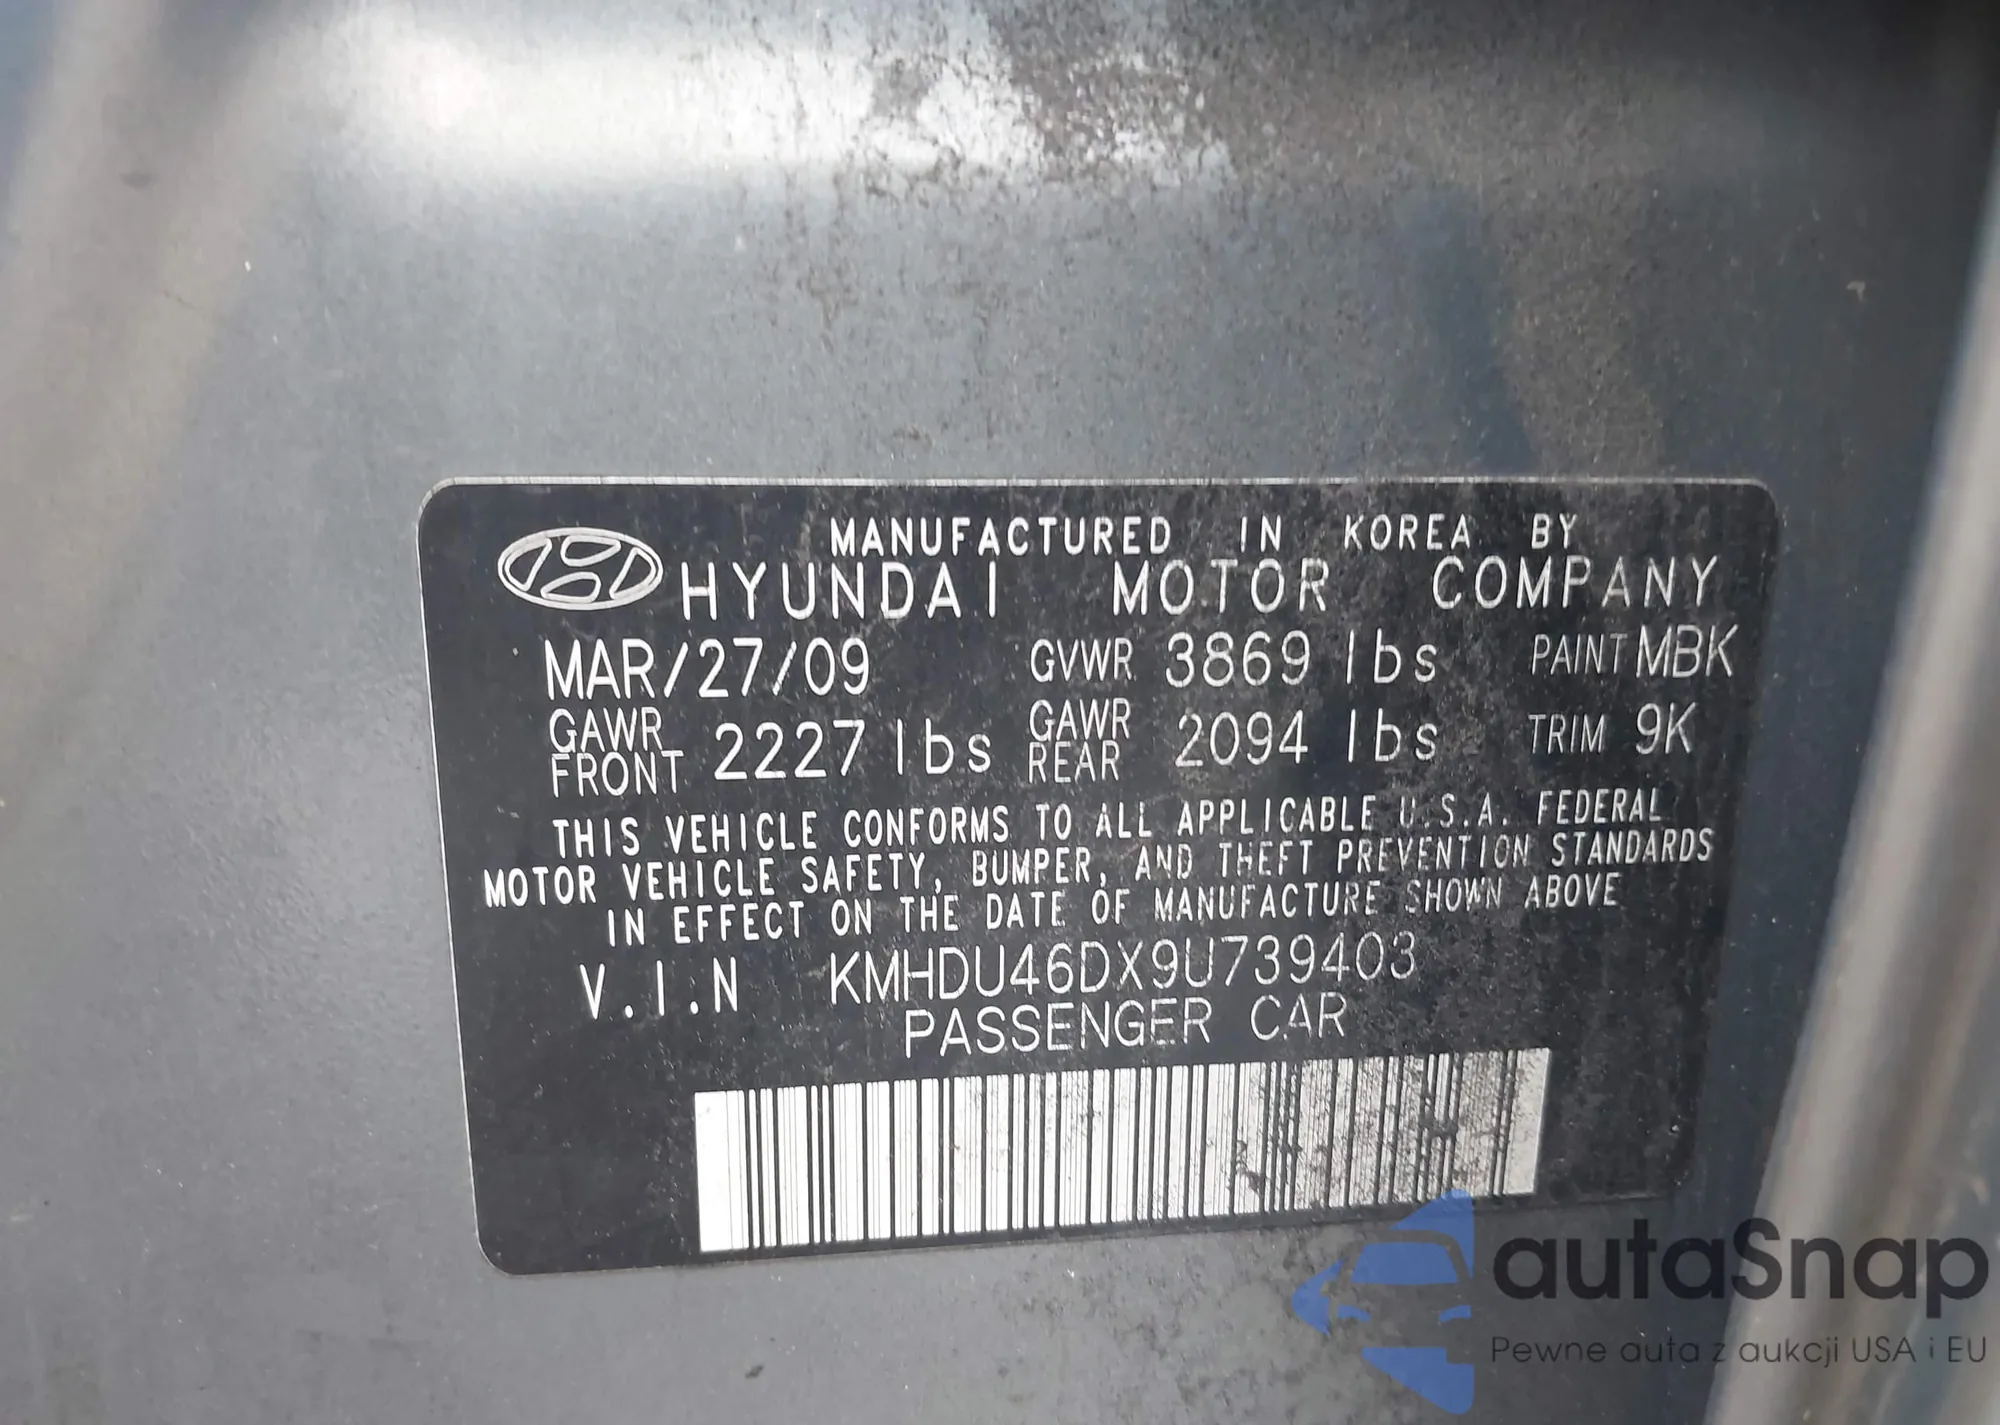 MANUFACTURED IN KOREA BY
HYUNDAI MOTOR COMPANY
MAR/27/09 GVWR 3869 lbs PAINT MBK
GAWR FRONT 2227 lbs GAWR REAR 2094 lbs TRIM 9K
THIS VEHICLE CONFORMS TO ALL APPLICABLE U.S.A. FEDERAL
MOTOR VEHICLE SAFETY, BUMPER, AND THEFT PREVENTION STANDARDS
IN EFFECT ON THE DATE OF MANUFACTURE SHOWN ABOVE
V.I.N KMHDU46DX9U739403
PASSENGER CAR
autaSnap
Pewne auta z aukcji USA i EU